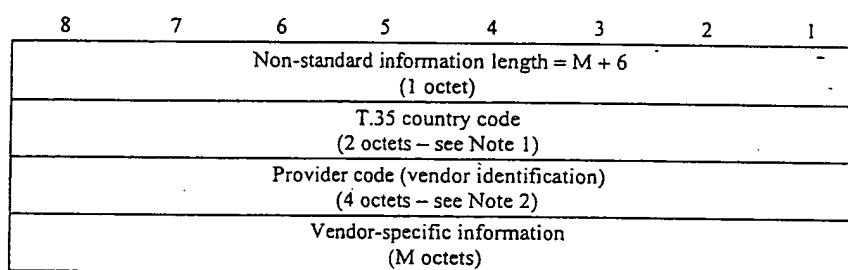 8 7 6 5 4 3 2 1
Non-standard information length = M + 6
(1 octet)
T.35 country code
(2 octets – see Note 1)
Provider code (vendor identification)
(4 octets – see Note 2)
Vendor-specific information
(M octets)